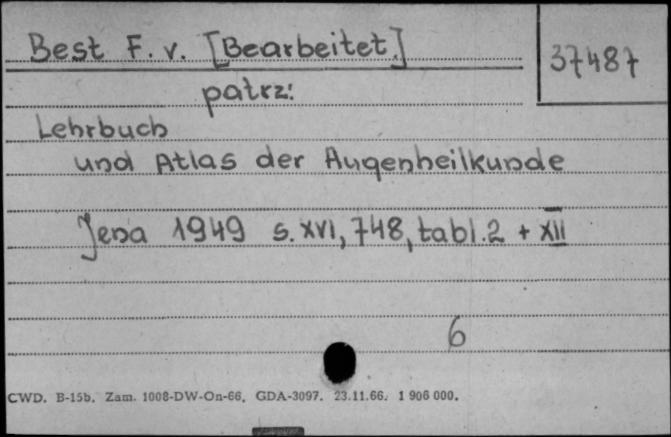 Best F. v. [Bearbeitet]
37487
patrz:
Lehrbuch
und Atlas der Augenheilkunde
Jena 1949 s. XVI, 748, tabl. 2 + XII
6
CWD. B-15b. Zam. 1008-DW-On-66. GDA-3097. 23.11.66. 1 906 000.